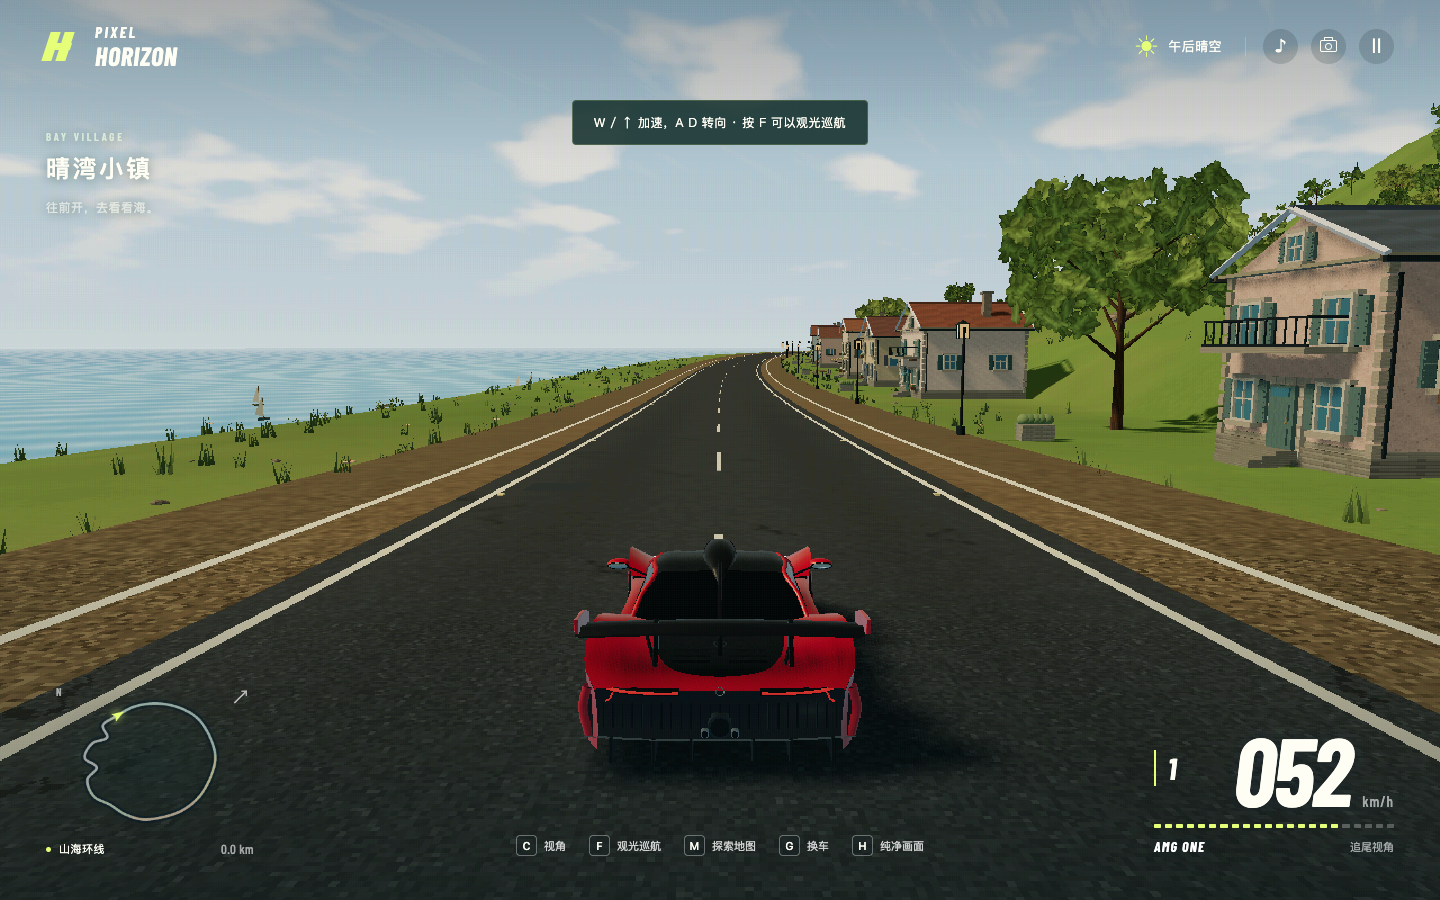 PIXEL
HORIZON
午后晴空
W / ↑ 加速，A D 转向 · 按 F 可以观光巡航
BAY VILLAGE
晴湾小镇
往前开，去看看海。
N
山海环线
0.0 km
C 视角
F 观光巡航
M 探索地图
G 换车
H 纯净画面
1
052 km/h
AMG ONE
追尾视角